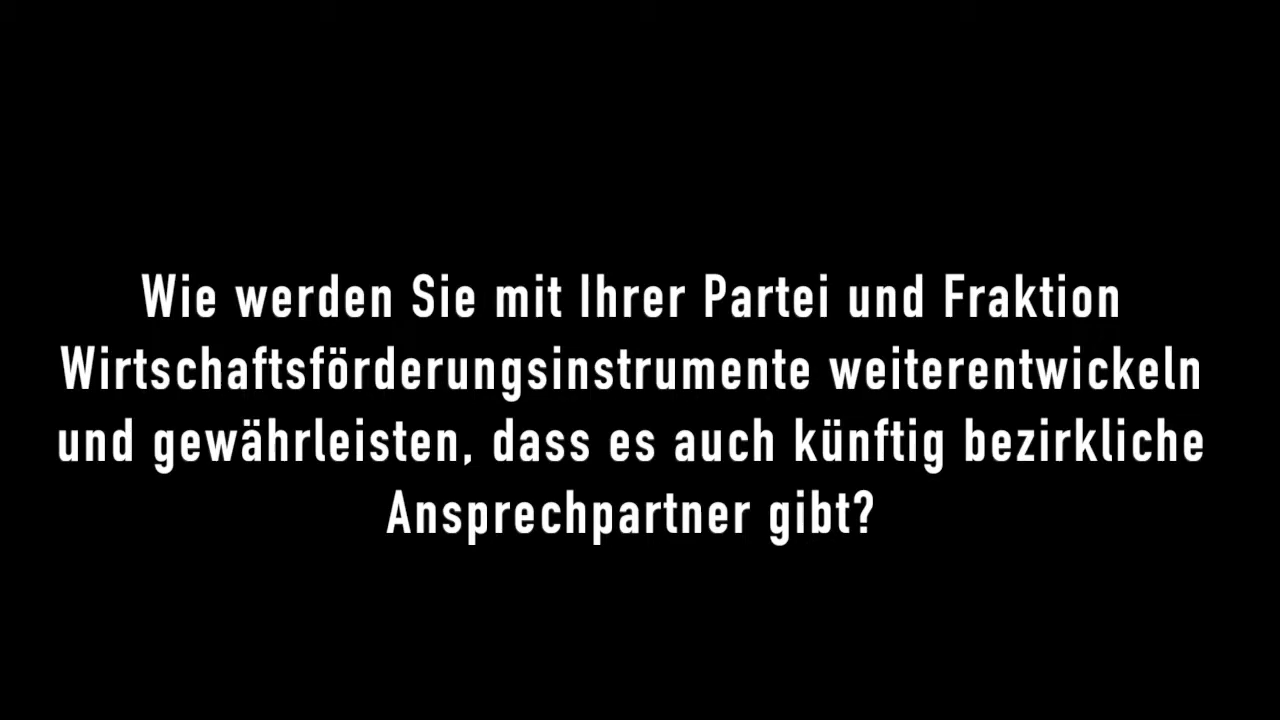 Wie werden Sie mit Ihrer Partei und Fraktion
Wirtschaftsförderungsinstrumente weiterentwickeln
und gewährleisten, dass es auch künftig bezirkliche
Ansprechpartner gibt?